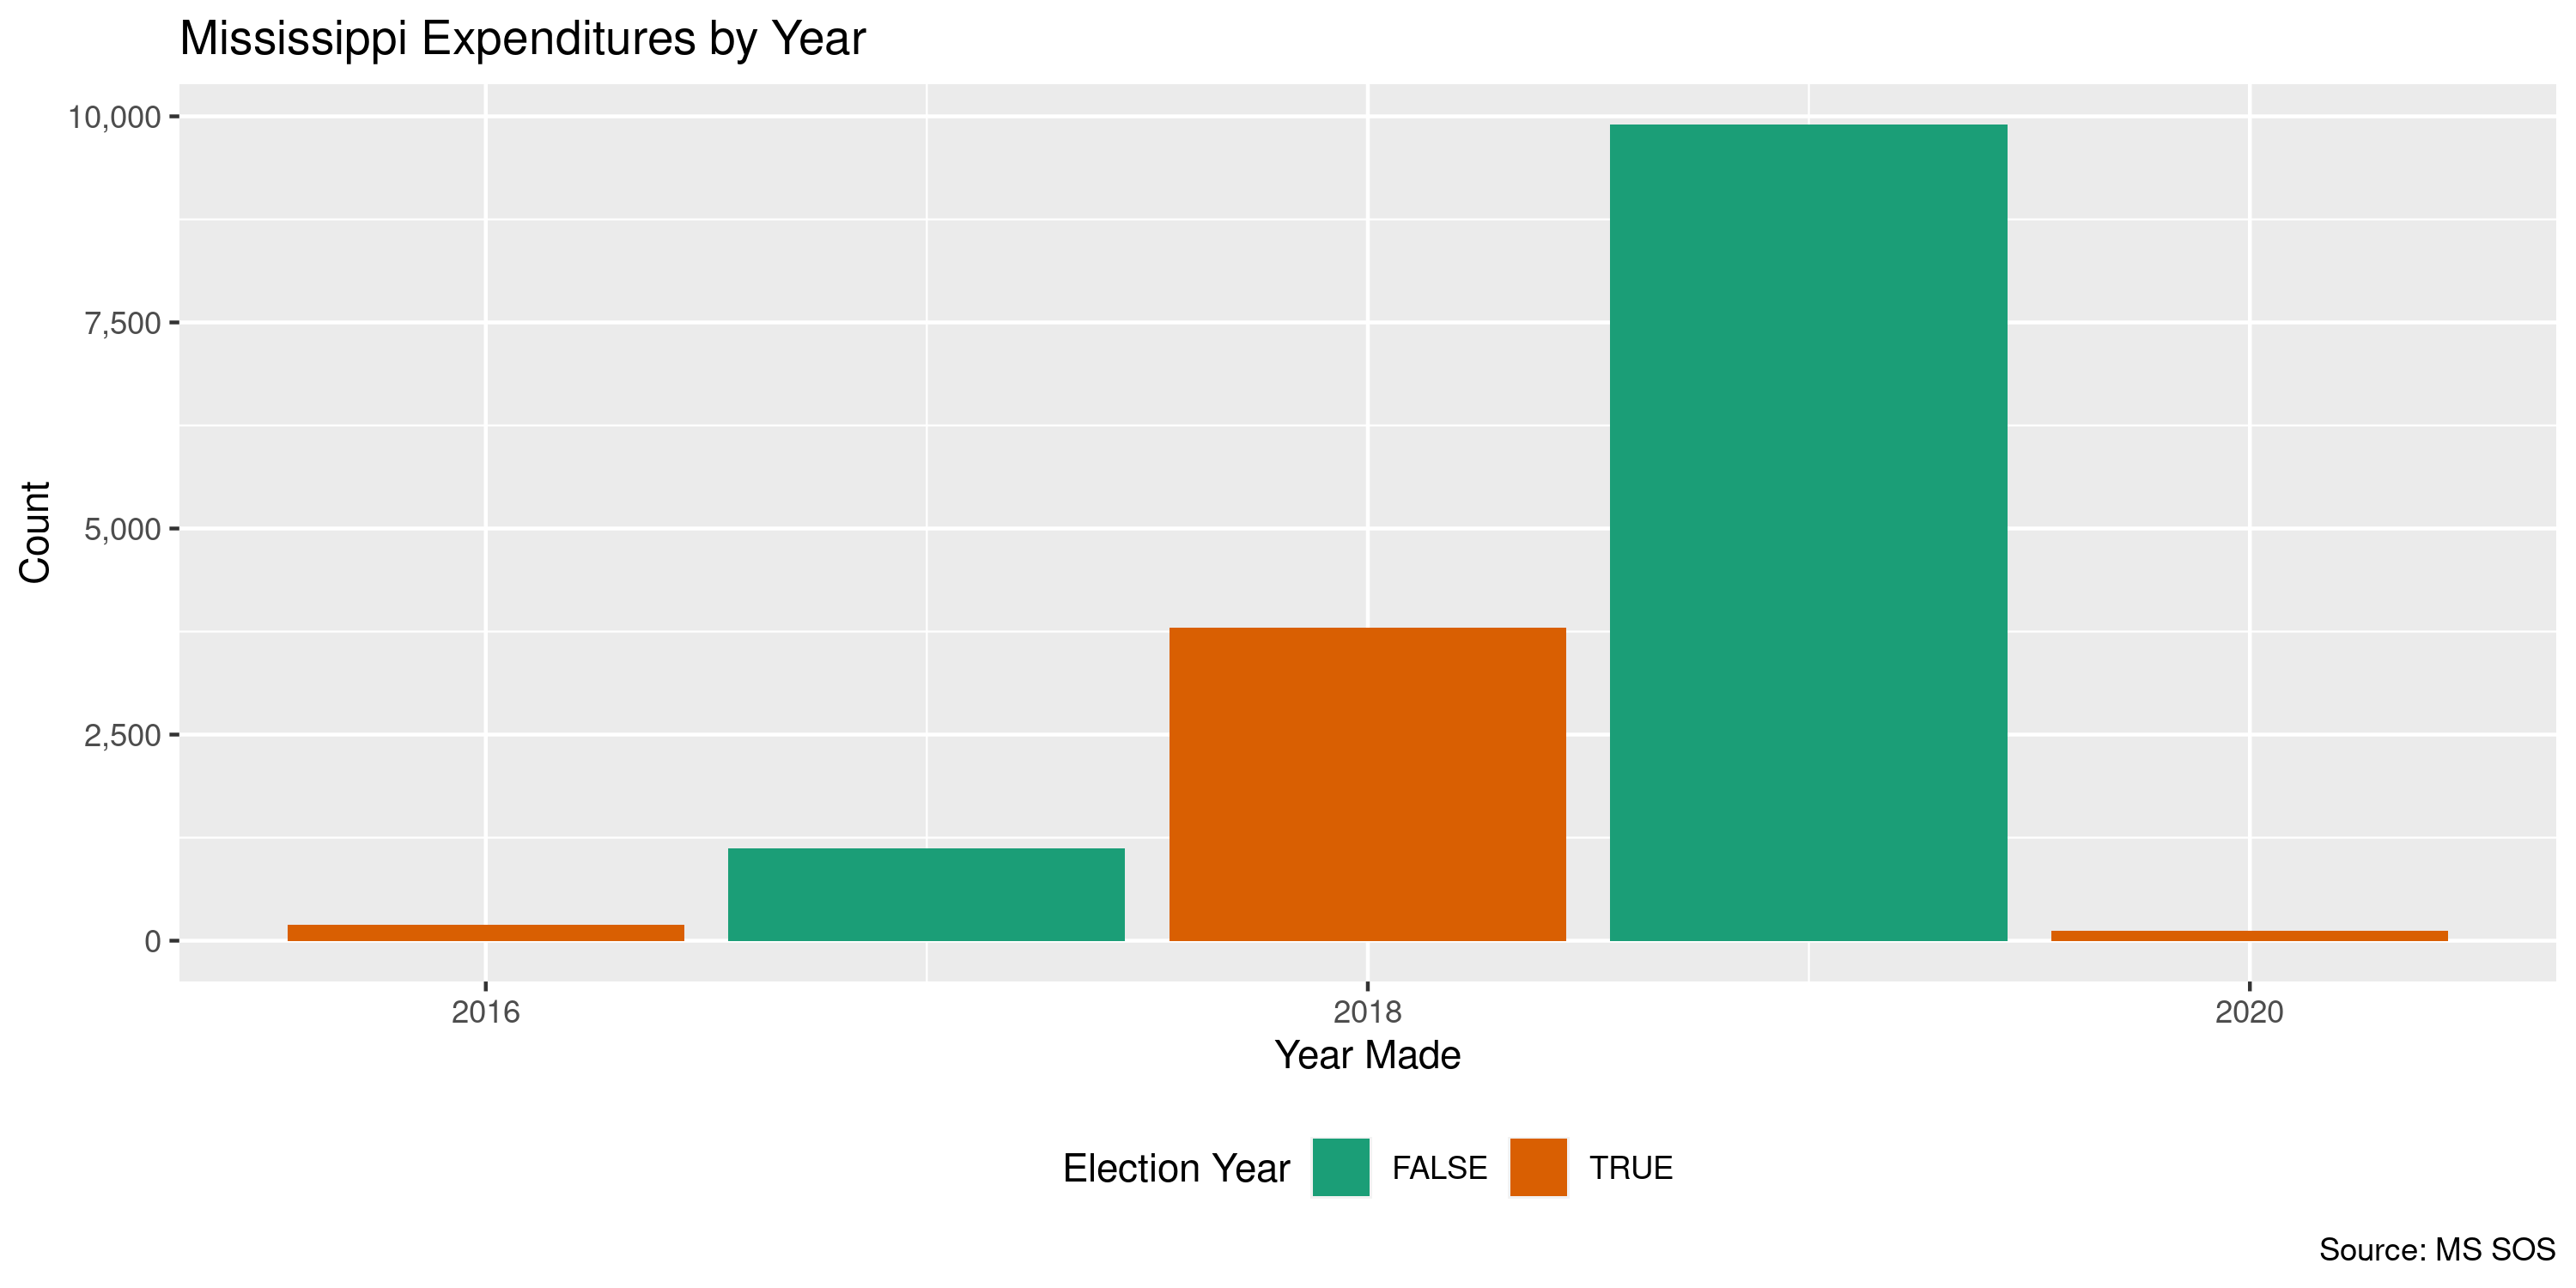 Mississippi Expenditures by Year
10,000
7,500
5,000
2,500
0
Count
2016 2018 2020
Year Made
Election Year FALSE TRUE
Source: MS SOS